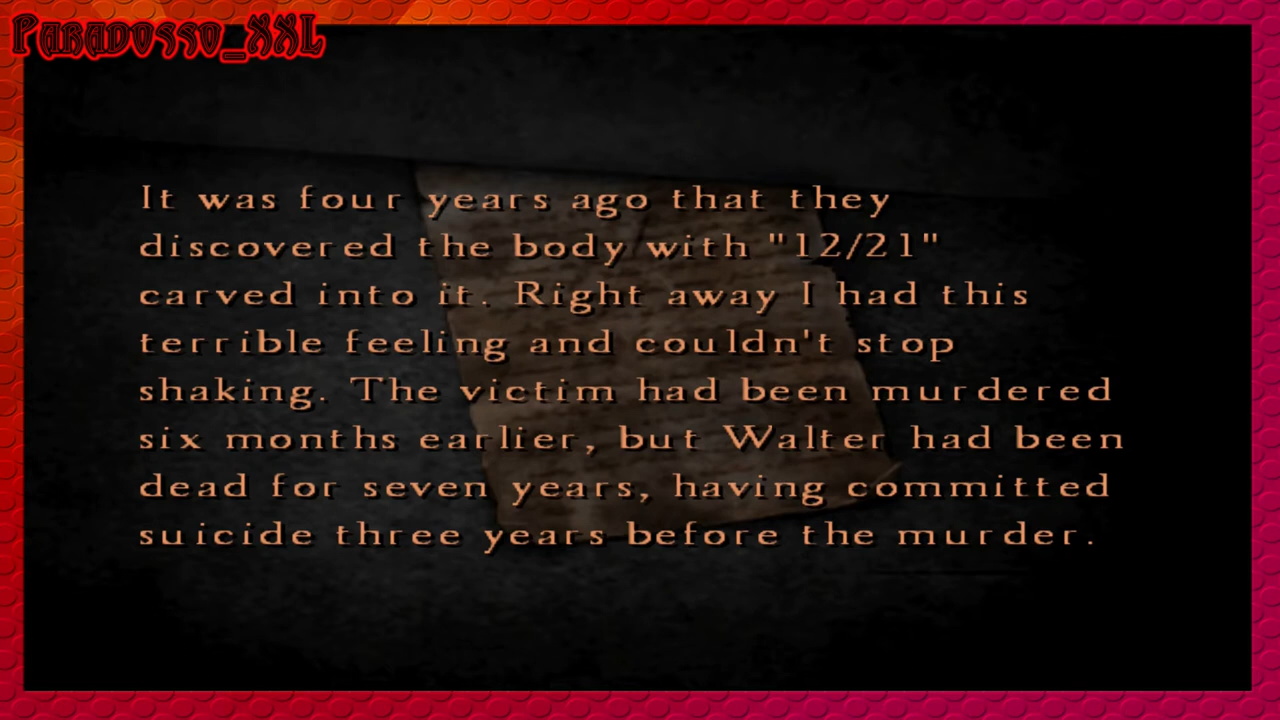 Paradosso_XXL
It was four years ago that they
discovered the body with "12/21"
carved into it. Right away I had this
terrible feeling and couldn't stop
shaking. The victim had been murdered
six months earlier, but Walter had been
dead for seven years, having committed
suicide three years before the murder.